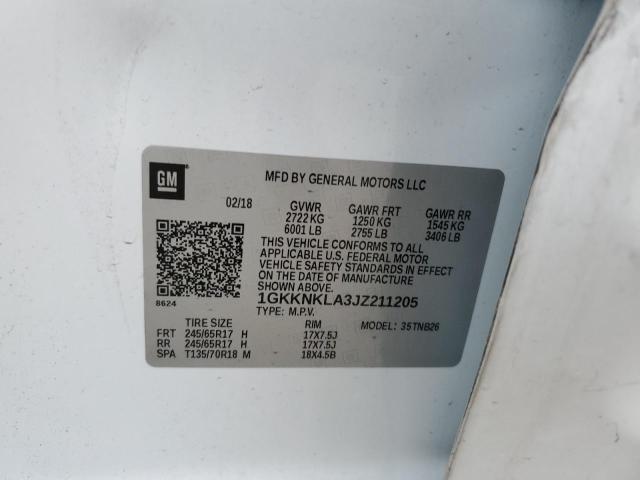 GM
MFD BY GENERAL MOTORS LLC
02/18 GVWR GAWR FRT GAWR RR
2722 KG 1250 KG 1545 KG
6001 LB 2755 LB 3406 LB
THIS VEHICLE CONFORMS TO ALL
APPLICABLE U.S. FEDERAL MOTOR
VEHICLE SAFETY STANDARDS IN EFFECT
ON THE DATE OF MANUFACTURE
SHOWN ABOVE.
8624
1GKKNKLA3JZ211205
TYPE: M.P.V.
TIRE SIZE RIM MODEL: 35TNB26
FRT 245/65R17 H 17X7.5J
RR 245/65R17 H 17X7.5J
SPA T135/70R18 M 18X4.5B